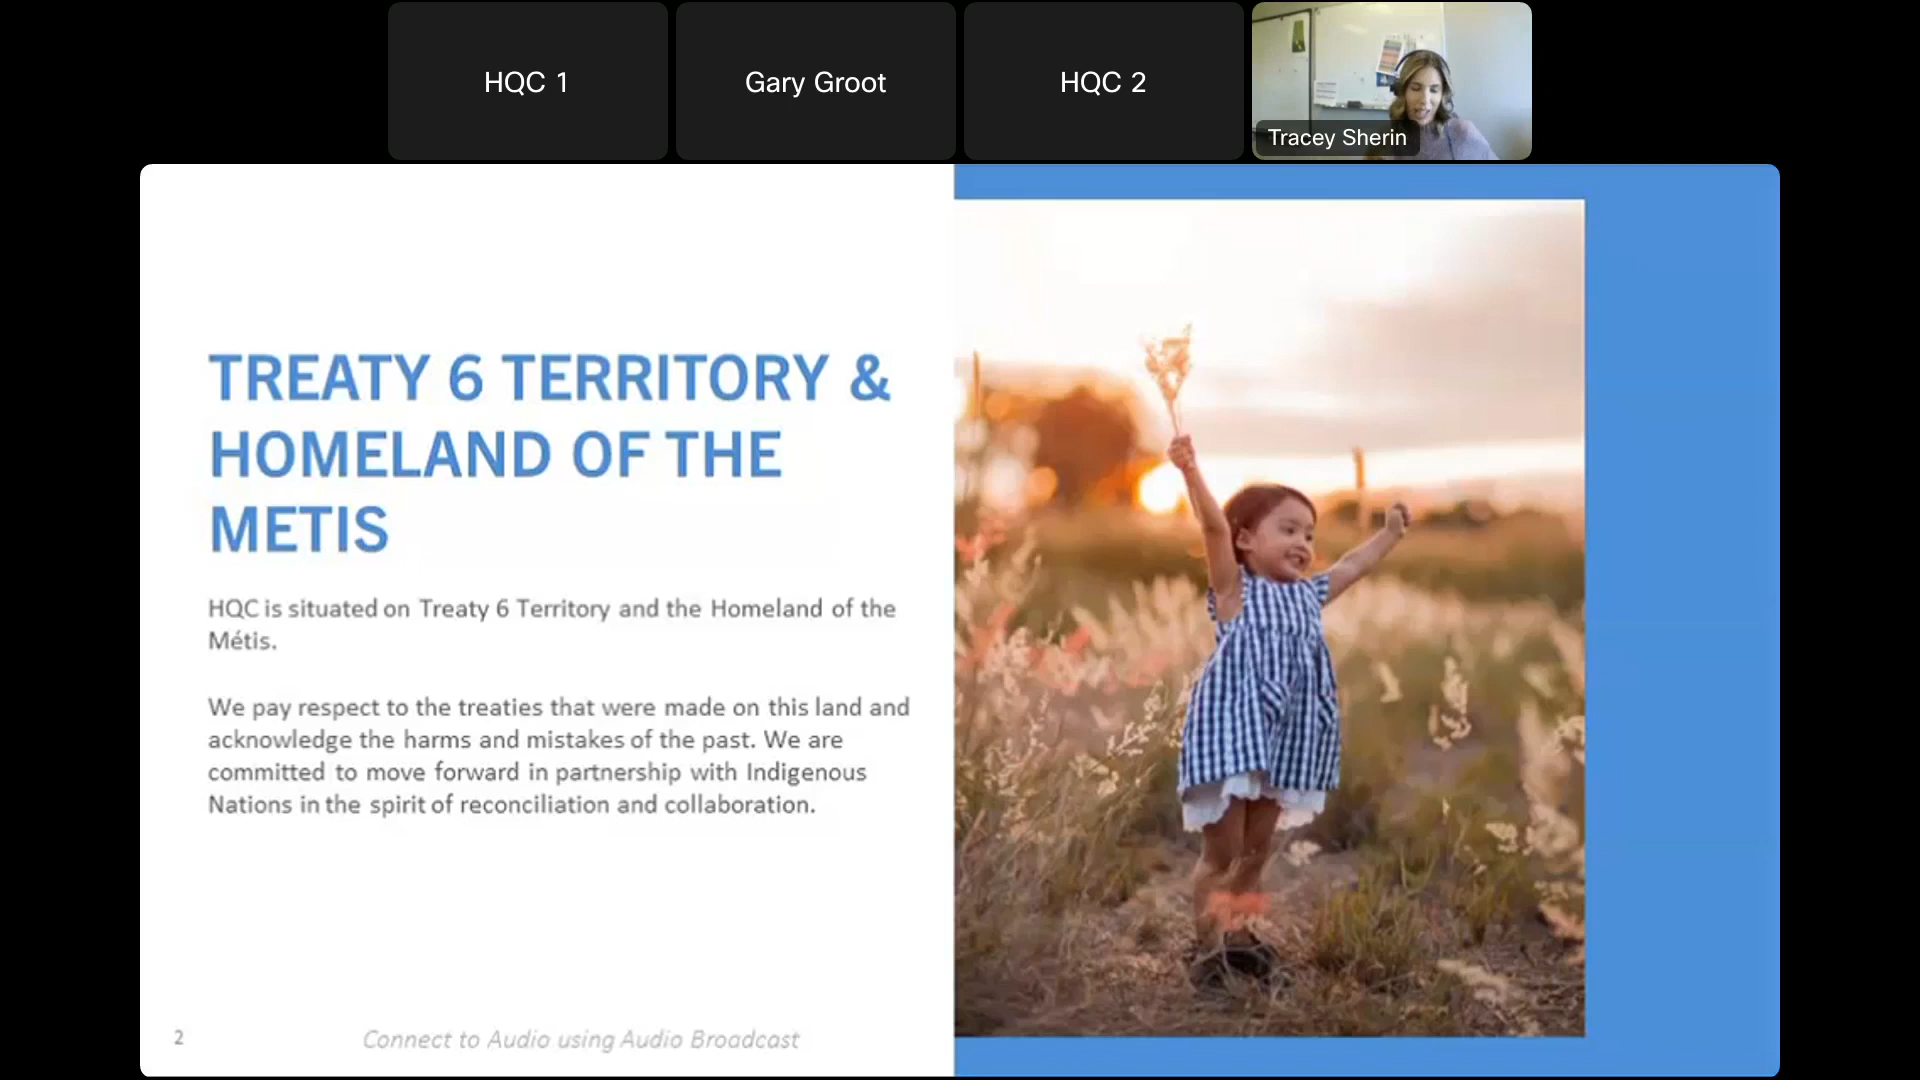 HQC 1
Gary Groot
HQC 2
Tracey Sherin
TREATY 6 TERRITORY &
HOMELAND OF THE
METIS
HQC is situated on Treaty 6 Territory and the Homeland of the
Métis.
We pay respect to the treaties that were made on this land and
acknowledge the harms and mistakes of the past. We are
committed to move forward in partnership with Indigenous
Nations in the spirit of reconciliation and collaboration.
2
Connect to Audio using Audio Broadcast